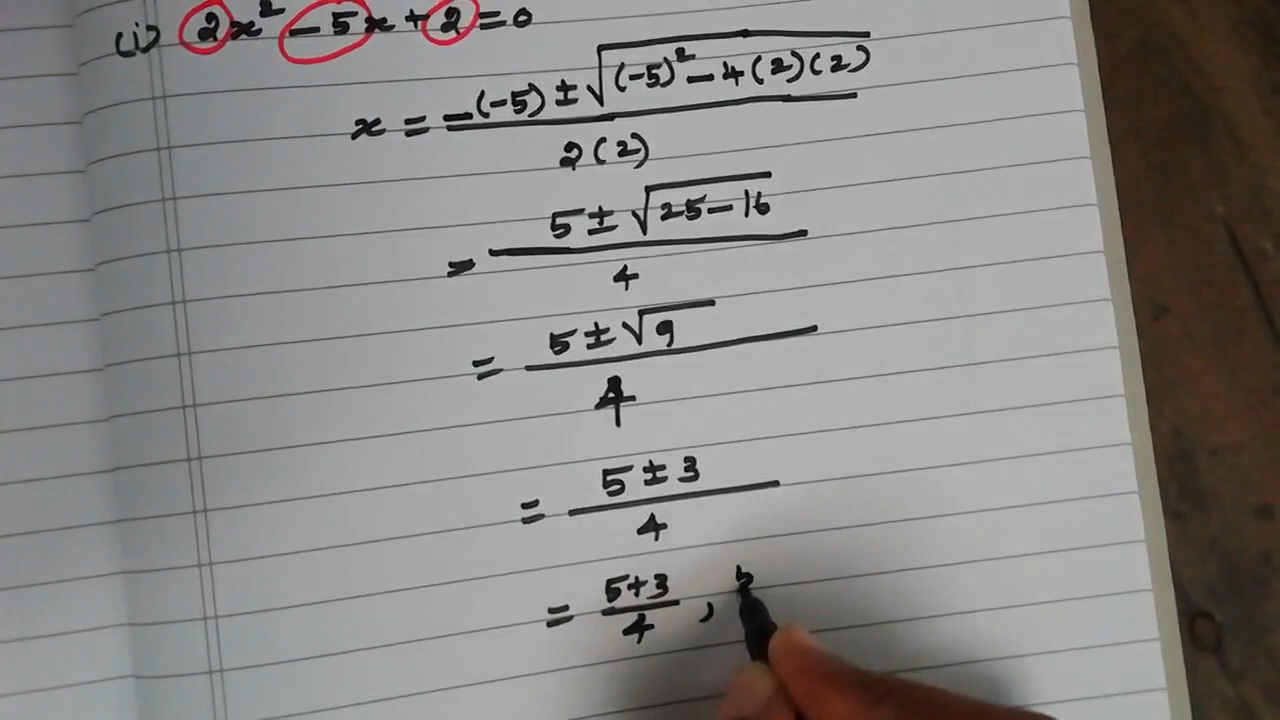 (i) 2x² - 5x + 2 = 0
x = -(-5) ± √(-5)² - 4(2)(2) / 2(2)
= 5 ± √25-16 / 4
= 5 ± √9 / 4
= 5 ± 3 / 4
= 5+3 / 4 , 5